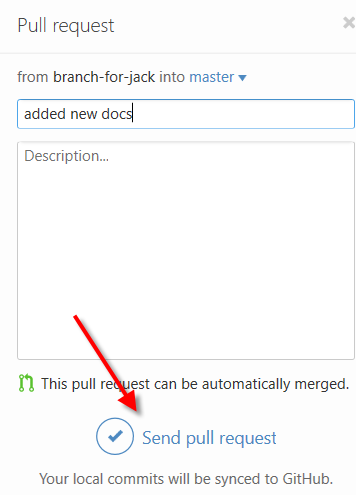 Pull request
from branch-for-jack into master
added new docs
Description...
This pull request can be automatically merged.
Send pull request
Your local commits will be synced to GitHub.